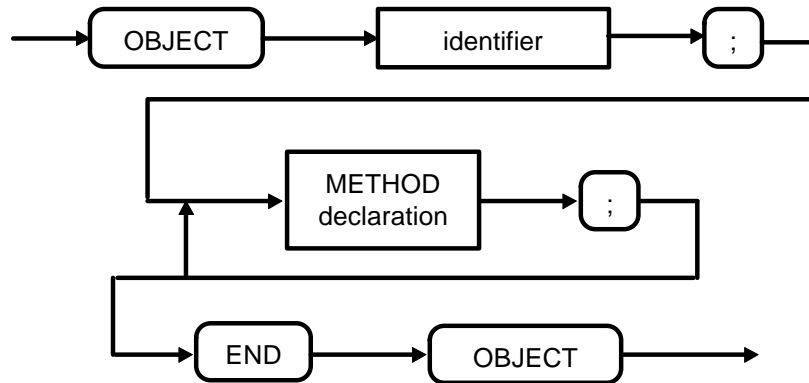 OBJECT identifier ;
METHOD
declaration ;
END OBJECT